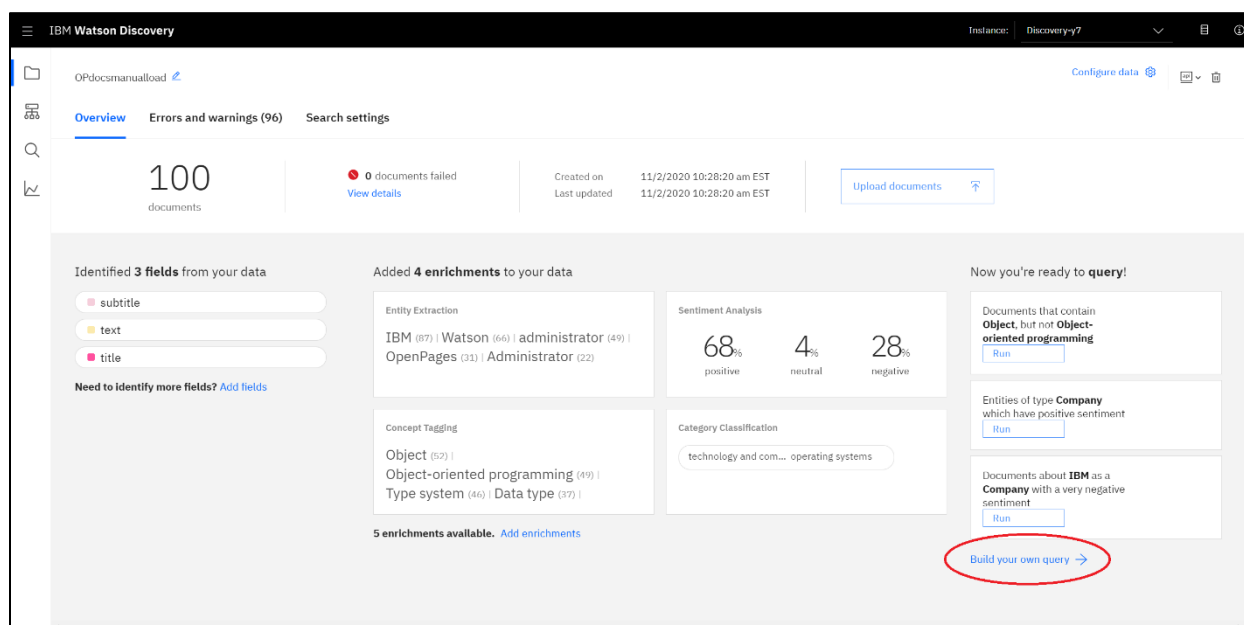 IBM Watson Discovery
Instance: Discovery-y7
OPdocsmanualload
Configure data
Overview Errors and warnings (96) Search settings
100
documents
0 documents failed
View details
Created on 11/2/2020 10:28:20 am EST
Last updated 11/2/2020 10:28:20 am EST
Upload documents
Identified 3 fields from your data
subtitle
text
title
Need to identify more fields? Add fields
Added 4 enrichments to your data
Entity Extraction
IBM (87) | Watson (66) | administrator (49) |
OpenPages (31) | Administrator (22)
Sentiment Analysis
68% 4% 28%
positive neutral negative
Concept Tagging
Object (52) |
Object-oriented programming (49) |
Type system (46) | Data type (37) |
Category Classification
technology and com... operating systems
5 enrichments available. Add enrichments
Now you're ready to query!
Documents that contain
Object, but not Object-
oriented programming
Run
Entities of type Company
which have positive sentiment
Run
Documents about IBM as a
Company with a very negative
sentiment
Run
Build your own query